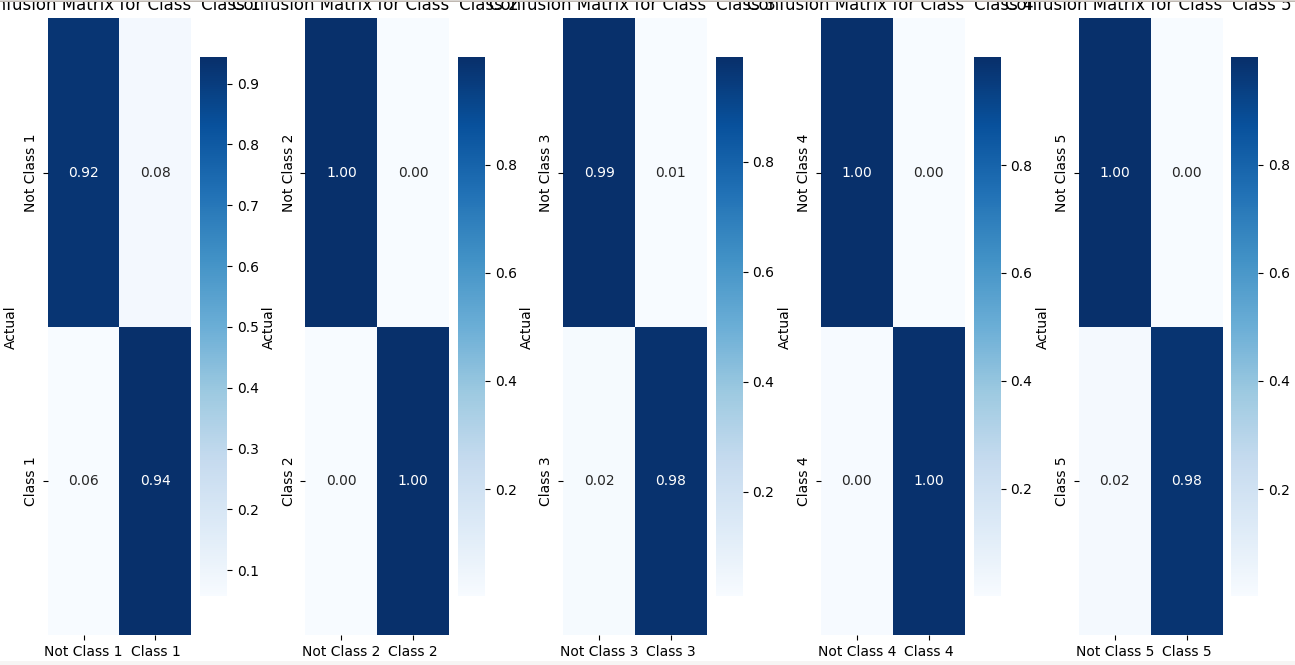 Confusion Matrix for Class Class 1
0.92 0.08
0.06 0.94
Not Class 1
Class 1
Actual
Not Class 1 Class 1
0.9
0.8
0.7
0.6
0.5
0.4
0.3
0.2
0.1
Confusion Matrix for Class Class 2
1.00 0.00
0.00 1.00
Not Class 2
Class 2
Actual
Not Class 2 Class 2
0.8
0.6
0.4
0.2
Confusion Matrix for Class Class 3
0.99 0.01
0.02 0.98
Not Class 3
Class 3
Actual
Not Class 3 Class 3
0.8
0.6
0.4
0.2
Confusion Matrix for Class Class 4
1.00 0.00
0.00 1.00
Not Class 4
Class 4
Actual
Not Class 4 Class 4
0.8
0.6
0.4
0.2
Confusion Matrix for Class Class 5
1.00 0.00
0.02 0.98
Not Class 5
Class 5
Actual
Not Class 5 Class 5
0.8
0.6
0.4
0.2